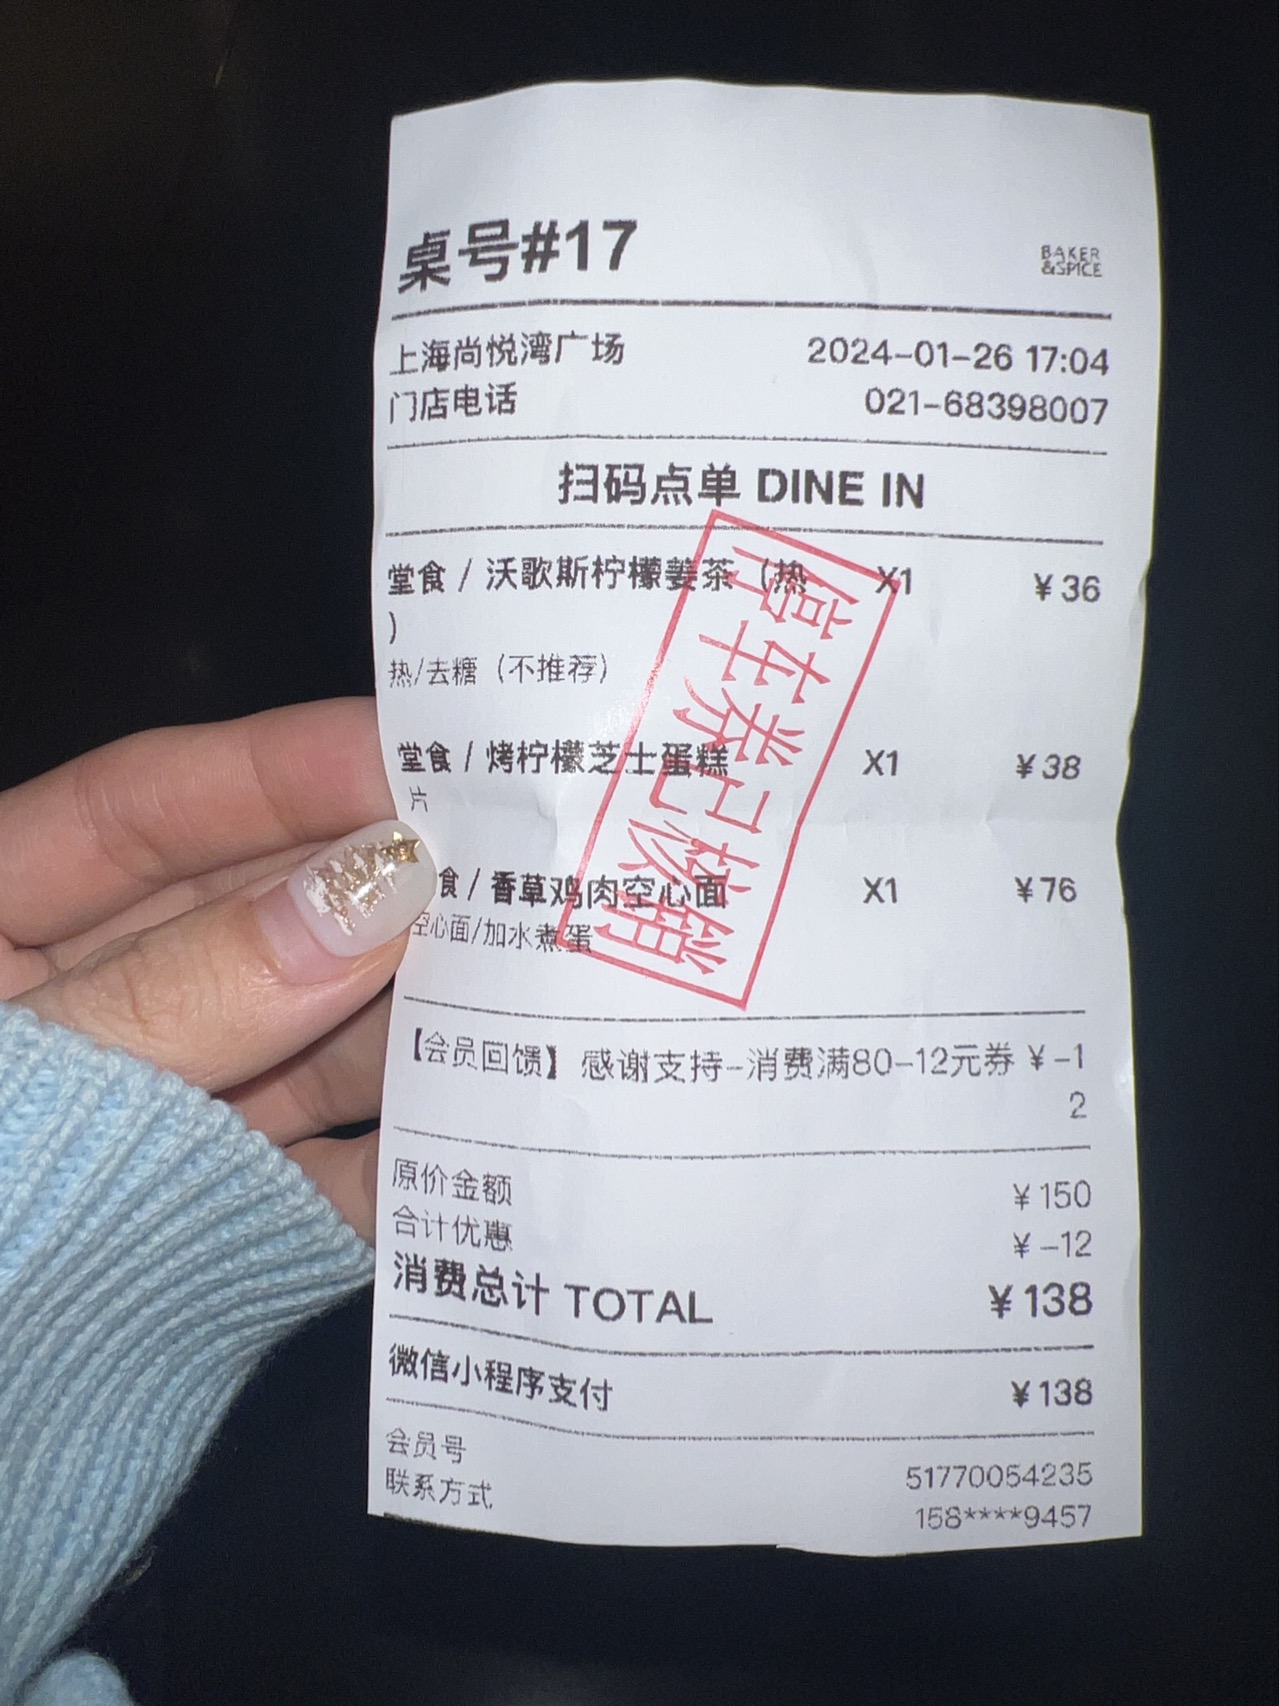 桌号#17
BAKER
&SPICE
上海尚悦湾广场 2024-01-26 17:04
门店电话 021-68398007
扫码点单 DINE IN
堂食 / 沃歌斯柠檬姜茶（热 X1 ￥36
）
热/去糖（不推荐）
堂食 / 烤柠檬芝士蛋糕 X1 ￥38
片
食 / 香草鸡肉空心面 X1 ￥76
空心面/加水煮蛋
停车券已核销
【会员回馈】感谢支持-消费满80-12元券 ￥-1
2
原价金额 ￥150
合计优惠 ￥-12
消费总计 TOTAL ￥138
微信小程序支付 ￥138
会员号 51770054235
联系方式 158****9457